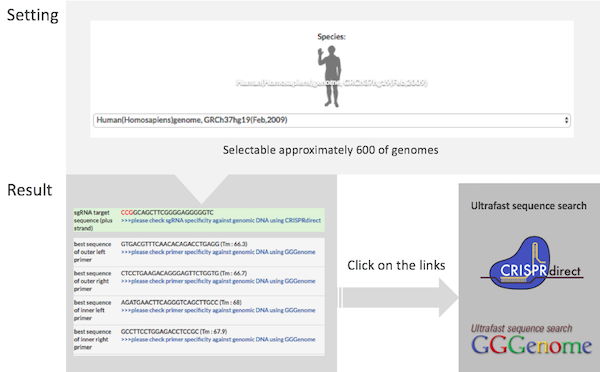 Setting
Species:
Human(Homosapiens)genome, GRCh37hg19(Feb,2009)
Human(Homosapiens)genome, GRCh37hg19(Feb,2009)
Selectable approximately 600 of genomes
Result
sgRNA target sequence (plus strand)
CCGGCAGCTTCGGGGAGGGGGTC
>>>please check sgRNA specificity against genomic DNA using CRISPRdirect
best sequence of outer left primer
GTGACGTTTCAACACAGACCTGAGG (Tm : 66.3)
>>>please check primer specificity against genomic DNA using GGGenome
best sequence of outer right primer
CTCCTGAAGACAGGGAGTTCTGGTG (Tm : 66.7)
>>>please check primer specificity against genomic DNA using GGGenome
best sequence of inner left primer
AGATGAACTTCAGGGTCAGCTTGCC (Tm : 68)
>>>please check primer specificity against genomic DNA using GGGenome
best sequence of inner right primer
GCCTTCCTGGAGACCTCCGC (Tm : 67.9)
>>>please check primer specificity against genomic DNA using GGGenome
Click on the links
Ultrafast sequence search
CRISPRdirect
Ultrafast sequence search
GGGenome